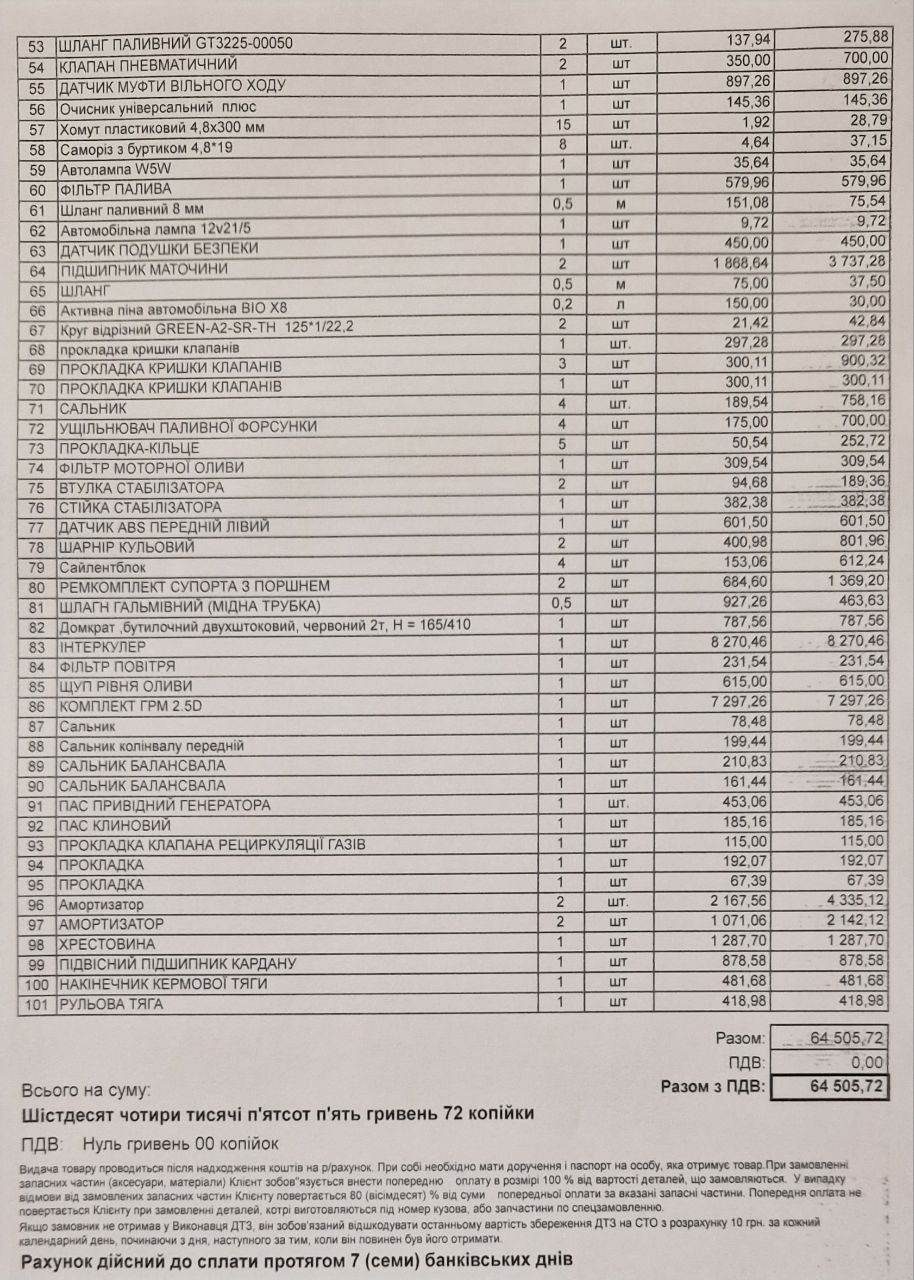 53 ШЛАНГ ПАЛИВНИЙ GT3225-00050 2 шт. 137,94 275,88
54 КЛАПАН ПНЕВМАТИЧНИЙ 2 шт 350,00 700,00
55 ДАТЧИК МУФТИ ВІЛЬНОГО ХОДУ 1 шт 897,26 897,26
56 Очисник універсальний плюс 1 шт 145,36 145,36
57 Хомут пластиковий 4,8х300 мм 15 шт 1,92 28,79
58 Саморіз з буртиком 4,8*19 8 шт. 4,64 37,15
59 Автолампа W5W 1 шт 35,64 35,64
60 ФІЛЬТР ПАЛИВА 1 шт 579,96 579,96
61 Шланг паливний 8 мм 0,5 м 151,08 75,54
62 Автомобільна лампа 12v21/5 1 шт 9,72 9,72
63 ДАТЧИК ПОДУШКИ БЕЗПЕКИ 1 шт 450,00 450,00
64 ПІДШИПНИК МАТОЧИНИ 2 шт 1 868,64 3 737,28
65 ШЛАНГ 0,5 м 75,00 37,50
66 Активна піна автомобільна BIO X8 0,2 л 150,00 30,00
67 Круг відрізний GREEN-A2-SR-TH 125*1/22,2 2 шт 21,42 42,84
68 прокладка кришки клапанів 1 шт. 297,28 297,28
69 ПРОКЛАДКА КРИШКИ КЛАПАНІВ 3 шт 300,11 900,32
70 ПРОКЛАДКА КРИШКИ КЛАПАНІВ 1 шт 300,11 300,11
71 САЛЬНИК 4 шт. 189,54 758,16
72 УЩІЛЬНЮВАЧ ПАЛИВНОЇ ФОРСУНКИ 4 шт 175,00 700,00
73 ПРОКЛАДКА-КІЛЬЦЕ 5 шт 50,54 252,72
74 ФІЛЬТР МОТОРНОЇ ОЛИВИ 1 шт 309,54 309,54
75 ВТУЛКА СТАБІЛІЗАТОРА 2 шт 94,68 189,36
76 СТІЙКА СТАБІЛІЗАТОРА 1 шт 382,38 382,38
77 ДАТЧИК ABS ПЕРЕДНІЙ ЛІВИЙ 1 шт 601,50 601,50
78 ШАРНІР КУЛЬОВИЙ 2 шт 400,98 801,96
79 Сайлентблок 4 шт 153,06 612,24
80 РЕМКОМПЛЕКТ СУПОРТА З ПОРШНЕМ 2 шт 684,60 1 369,20
81 ШЛАГН ГАЛЬМІВНИЙ (МІДНА ТРУБКА) 0,5 шт 927,26 463,63
82 Домкрат ,бутилочний двухштоковий, червоний 2т, H = 165/410 1 шт 787,56 787,56
83 ІНТЕРКУЛЕР 1 шт 8 270,46 8 270,46
84 ФІЛЬТР ПОВІТРЯ 1 шт 231,54 231,54
85 ЩУП РІВНЯ ОЛИВИ 1 шт 615,00 615,00
86 КОМПЛЕКТ ГРМ 2.5D 1 шт 7 297,26 7 297,26
87 Сальник 1 шт 78,48 78,48
88 Сальник колінвалу передній 1 шт 199,44 199,44
89 САЛЬНИК БАЛАНСВАЛА 1 шт 210,83 210,83
90 САЛЬНИК БАЛАНСВАЛА 1 шт 161,44 161,44
91 ПАС ПРИВІДНИЙ ГЕНЕРАТОРА 1 шт. 453,06 453,06
92 ПАС КЛИНОВИЙ 1 шт 185,16 185,16
93 ПРОКЛАДКА КЛАПАНА РЕЦИРКУЛЯЦІЇ ГАЗІВ 1 шт 115,00 115,00
94 ПРОКЛАДКА 1 шт 192,07 192,07
95 ПРОКЛАДКА 1 шт 67,39 67,39
96 Амортизатор 2 шт. 2 167,56 4 335,12
97 АМОРТИЗАТОР 2 шт 1 071,06 2 142,12
98 ХРЕСТОВИНА 1 шт 1 287,70 1 287,70
99 ПІДВІСНИЙ ПІДШИПНИК КАРДАНУ 1 шт 878,58 878,58
100 НАКІНЕЧНИК КЕРМОВОЇ ТЯГИ 1 шт 481,68 481,68
101 РУЛЬОВА ТЯГА 1 шт 418,98 418,98
Разом: 64 505,72
ПДВ: 0,00
Всього на суму: Разом з ПДВ: 64 505,72
Шістдесят чотири тисячі п'ятсот п'ять гривень 72 копійки
ПДВ: Нуль гривень 00 копійок
Видача товару проводиться після надходження коштів на р/рахунок. При собі необхідно мати доручення і паспорт на особу, яка отримує товар.При замовленні
запасних частин (аксесуари, матеріали) Клієнт зобов"язується внести попередню оплату в розмірі 100 % від вартості деталей, що замовляються. У випадку
відмови від замовлених запасних частин Клієнту повертається 80 (вісімдесят) % від суми попередньої оплати за вказані запасні частини. Попередня оплата не
повертається Клієнту при замовленні деталей, котрі виготовляються під номер кузова, або запчастини по спецзамовленню.
Якщо замовник не отримав у Виконавця ДТЗ, він зобов'язаний відшкодувати останньому вартість збереження ДТЗ на СТО з розрахунку 10 грн. за кожний
календарний день, починаючи з дня, наступного за тим, коли він повинен був його отримати.
Рахунок дійсний до сплати протягом 7 (семи) банківських днів